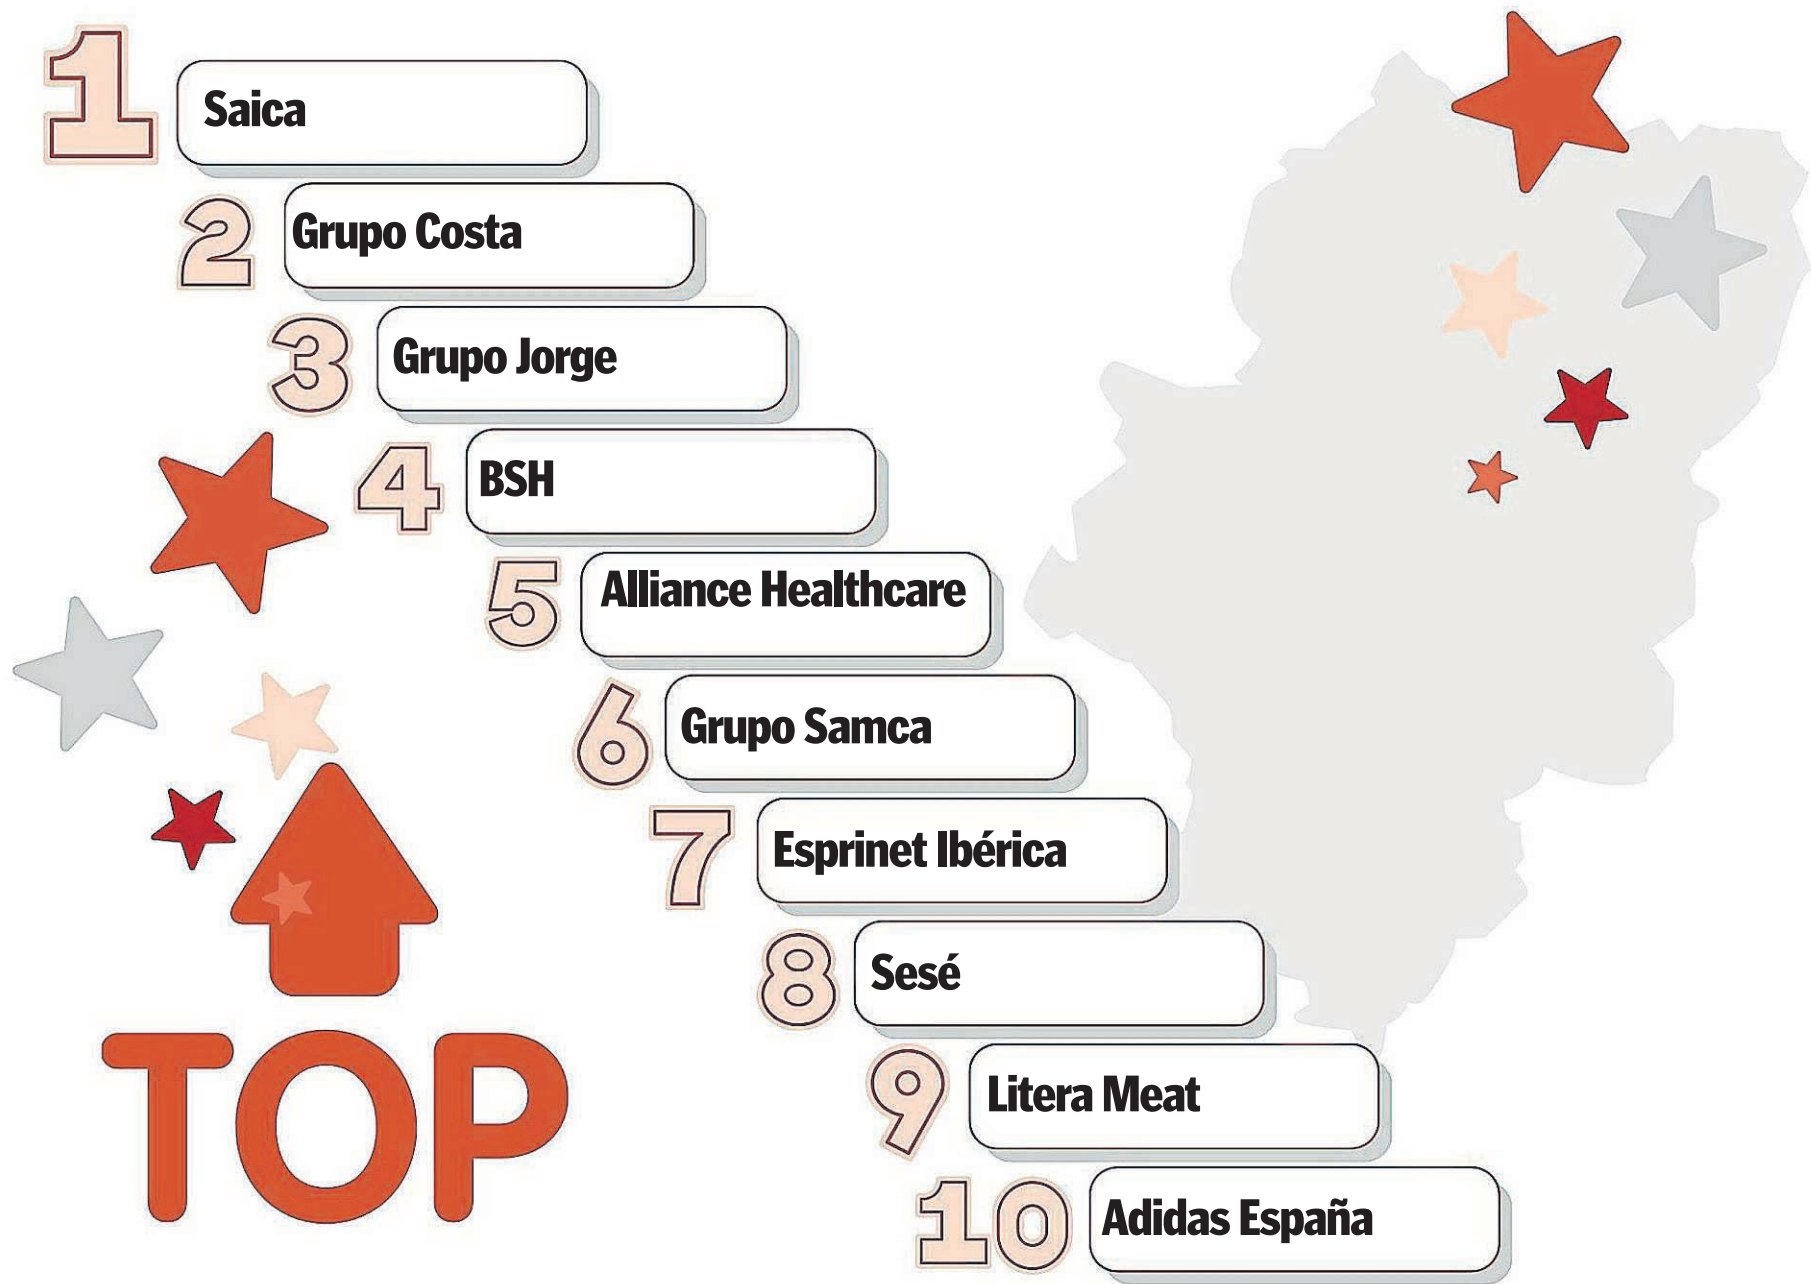 1 Saica
2 Grupo Costa
3 Grupo Jorge
4 BSH
5 Alliance Healthcare
6 Grupo Samca
7 Esprinet Ibérica
8 Sesé
9 Litera Meat
10 Adidas España
TOP